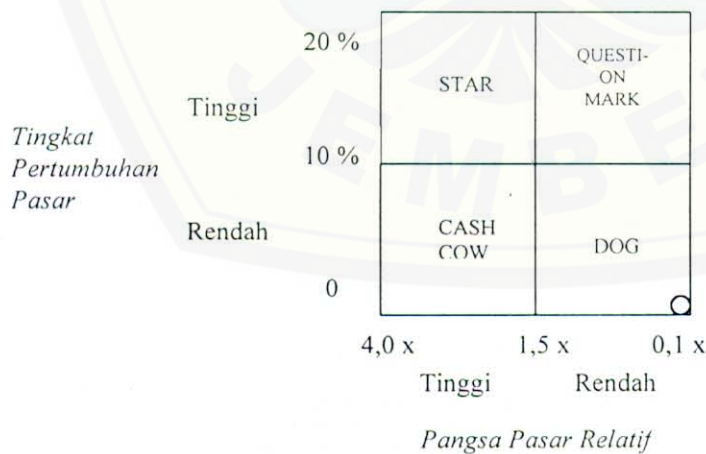 20 %
STAR
QUESTI-
ON
MARK
Tinggi
Tingkat
Pertumbuhan
Pasar
10 %
Rendah
CASH
COW
DOG
0
4,0 x 1,5 x 0,1 x
Tinggi Rendah
Pangsa Pasar Relatif
JEMBE